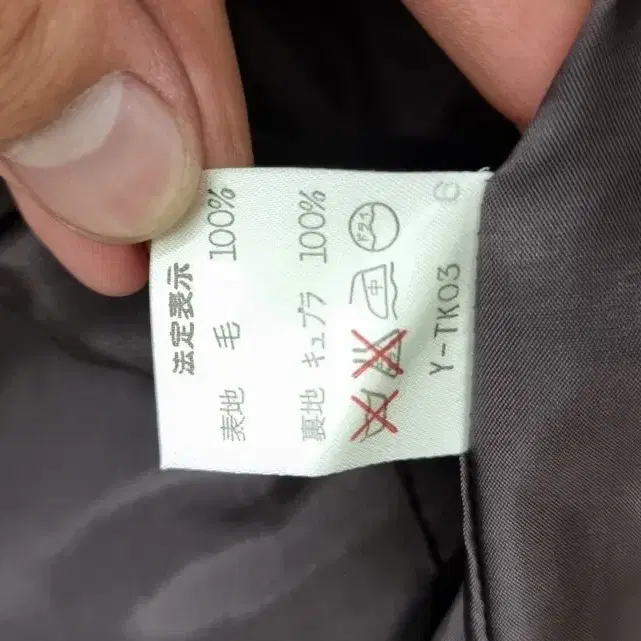 法定表示
表地 毛 100%
裏地 キュプラ 100%
中 ドライ
Y-TK03